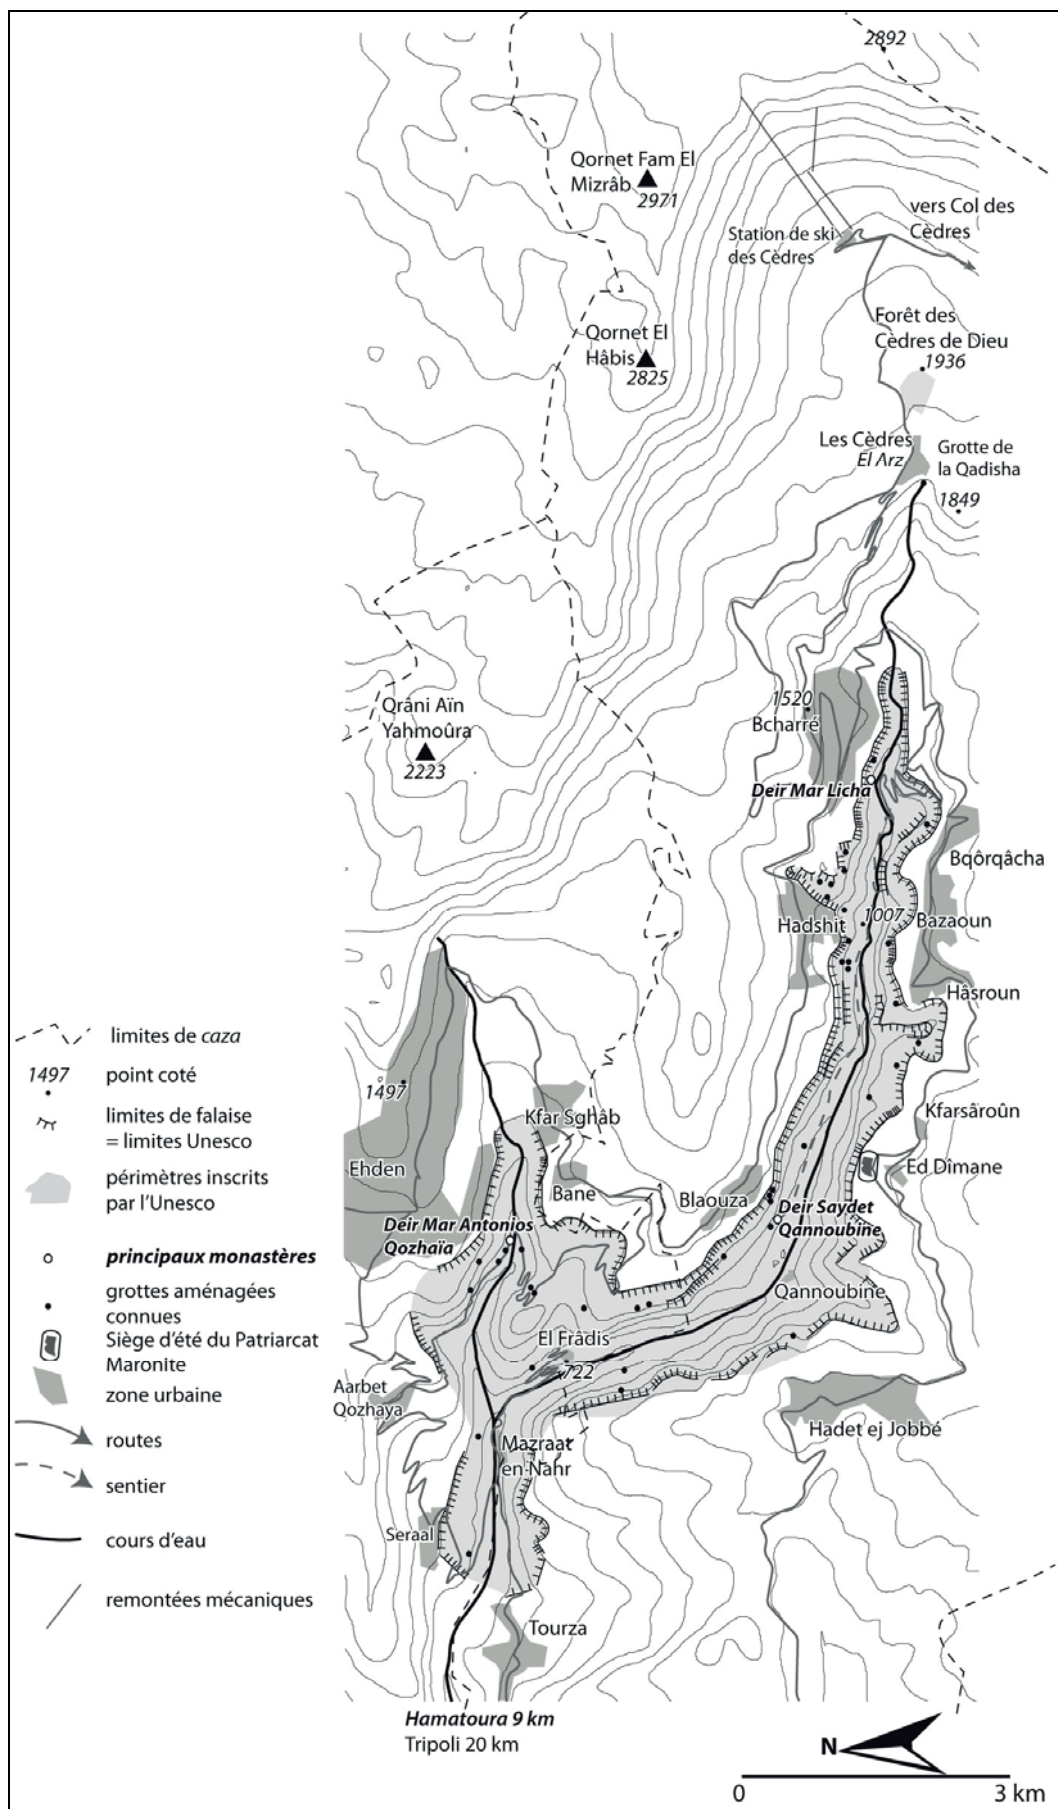 2892
Qornet Fam El
Mizrâb
2971
vers Col des
Cèdres
Station de ski
des Cèdres
Forêt des
Cèdres de Dieu
1936
Qornet El
Hâbis
2825
Les Cèdres
El Arz
Grotte de
la Qadisha
1849
Qrâni Aïn
Yahmoûra
2223
1520
Bcharré
Deir Mar Licha
Bqôrqâcha
Hadshit
1007
Bazaoun
Hâsroun
1497
Kfar Sghâb
Kfarsâroûn
Ehden
Bane
Blaouza
Ed Dîmane
Deir Mar Antonios
Qozhaïa
Deir Saydet
Qannoubine
Qannoubine
El Frâdis
722
Aarbet
Qozhaya
Hadet ej Jobbé
Mazraat
en Nahr
Seraal
Tourza
Hamatoura 9 km
Tripoli 20 km
limites de caza
1497
point coté
limites de falaise
= limites Unesco
périmètres inscrits
par l'Unesco
principaux monastères
grottes aménagées
connues
Siège d'été du Patriarcat
Maronite
zone urbaine
routes
sentier
cours d'eau
remontées mécaniques
N
0
3 km